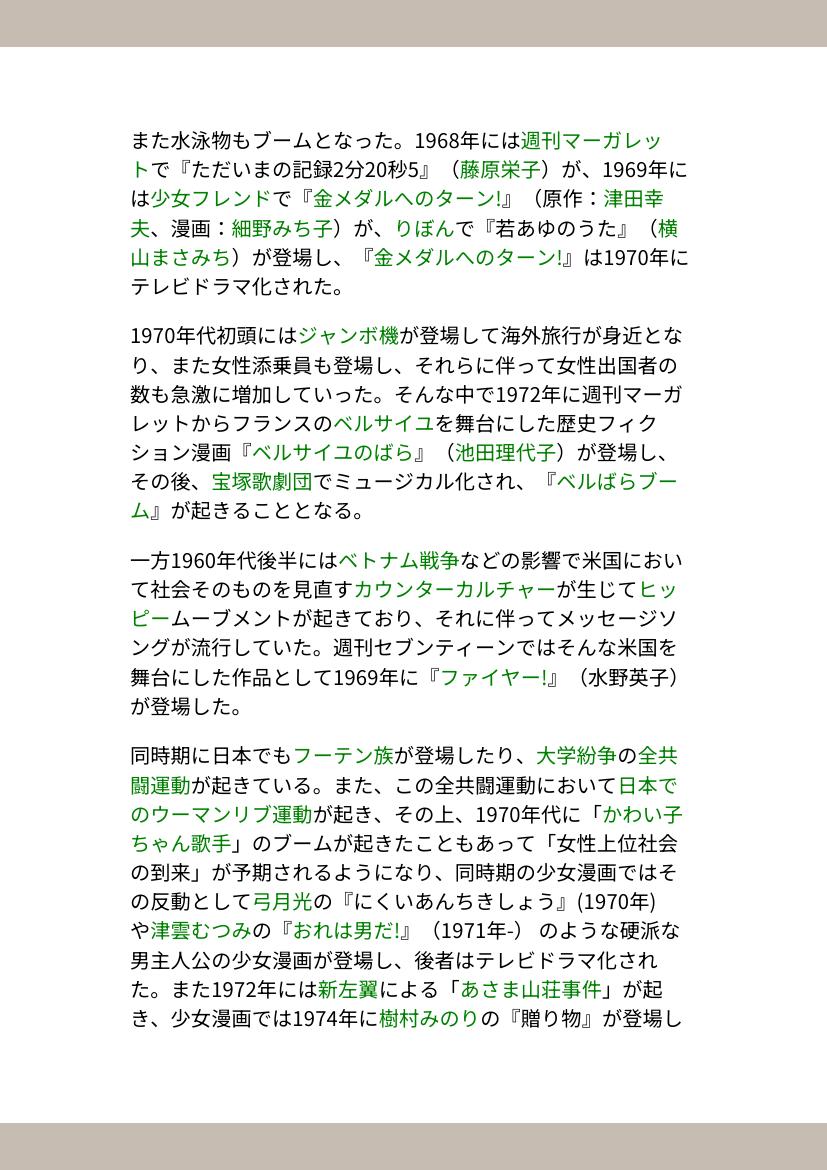 また水泳物もブームとなった。1968年には週刊マーガレッ
トで『ただいまの記録2分20秒5』（藤原栄子）が、1969年に
は少女フレンドで『金メダルへのターン!』（原作：津田幸
夫、漫画：細野みち子）が、りぼんで『若あゆのうた』（横
山まさみち）が登場し、『金メダルへのターン!』は1970年に
テレビドラマ化された。
1970年代初頭にはジャンボ機が登場して海外旅行が身近とな
り、また女性添乗員も登場し、それらに伴って女性出国者の
数も急激に増加していった。そんな中で1972年に週刊マーガ
レットからフランスのベルサイユを舞台にした歴史フィク
ション漫画『ベルサイユのばら』（池田理代子）が登場し、
その後、宝塚歌劇団でミュージカル化され、『ベルばらブー
ム』が起きることとなる。
一方1960年代後半にはベトナム戦争などの影響で米国におい
て社会そのものを見直すカウンターカルチャーが生じてヒッ
ピームーブメントが起きており、それに伴ってメッセージソ
ングが流行していた。週刊セブンティーンではそんな米国を
舞台にした作品として1969年に『ファイヤー!』（水野英子）
が登場した。
同時期に日本でもフーテン族が登場したり、大学紛争の全共
闘運動が起きている。また、この全共闘運動において日本で
のウーマンリブ運動が起き、その上、1970年代に「かわい子
ちゃん歌手」のブームが起きたこともあって「女性上位社会
の到来」が予期されるようになり、同時期の少女漫画ではそ
の反動として弓月光の『にくいあんちきしょう』(1970年)
や津雲むつみの『おれは男だ!』（1971年-） のような硬派な
男主人公の少女漫画が登場し、後者はテレビドラマ化され
た。また1972年には新左翼による「あさま山荘事件」が起
き、少女漫画では1974年に樹村みのりの『贈り物』が登場し